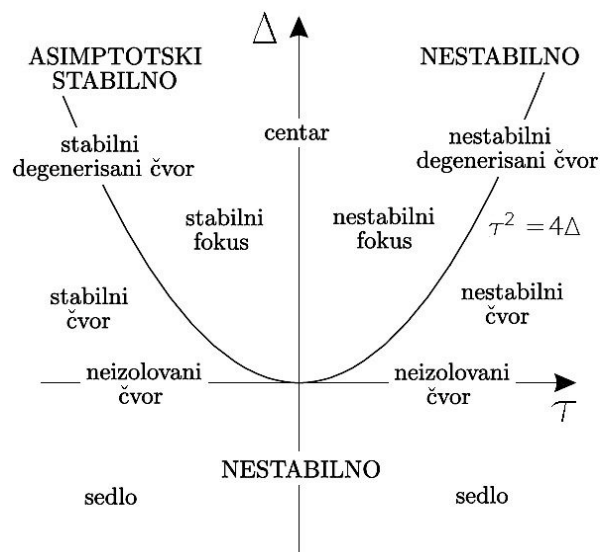 Δ
ASIMPTOTSKI
STABILNO
NESTABILNO
centar
stabilni
degenerisani čvor
nestabilni
degenerisani čvor
stabilni
fokus
nestabilni
fokus
τ² = 4Δ
stabilni
čvor
nestabilni
čvor
neizolovani
čvor
neizolovani
čvor
τ
NESTABILNO
sedlo
sedlo